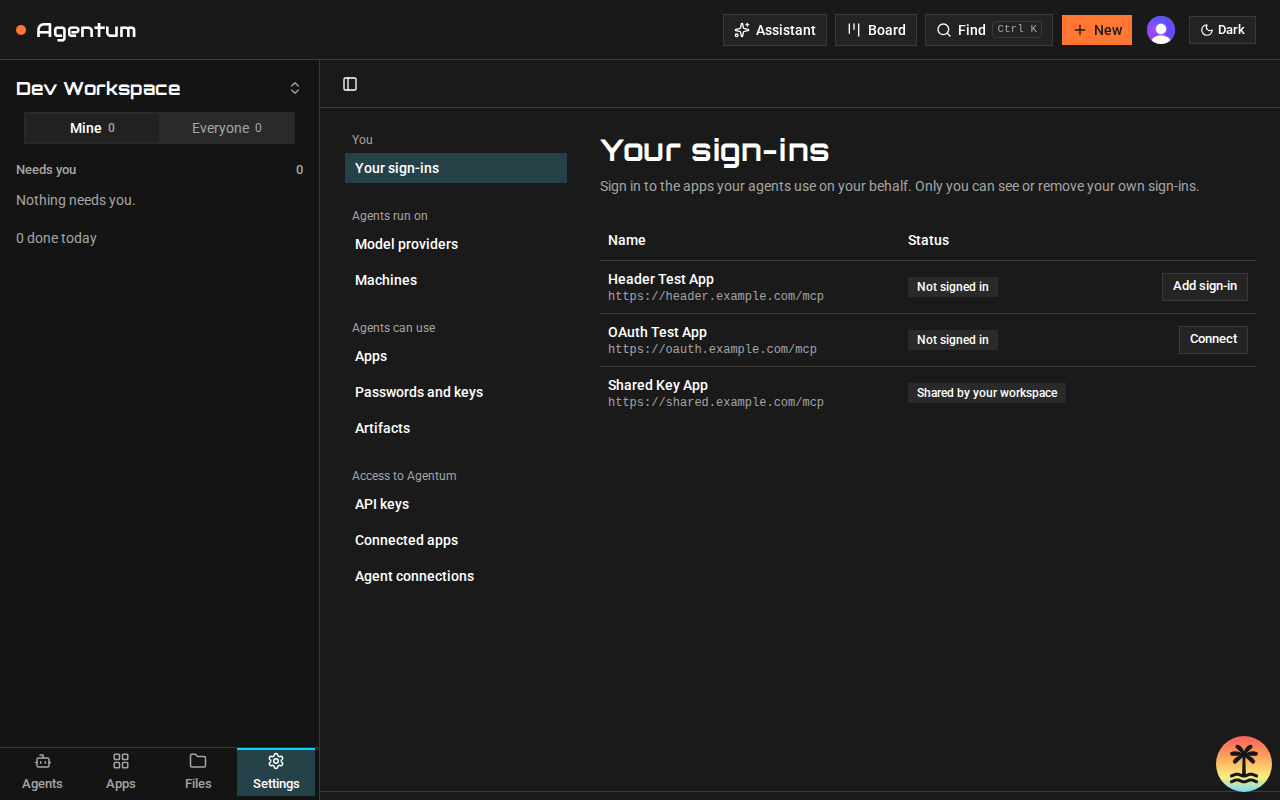 Agentum
Assistant
Board
Find Ctrl K
New
Dark
Dev Workspace
Mine 0
Everyone 0
Needs you 0
Nothing needs you.
0 done today
Agents
Apps
Files
Settings
You
Your sign-ins
Agents run on
Model providers
Machines
Agents can use
Apps
Passwords and keys
Artifacts
Access to Agentum
API keys
Connected apps
Agent connections
Your sign-ins
Sign in to the apps your agents use on your behalf. Only you can see or remove your own sign-ins.
Name Status
Header Test App
https://header.example.com/mcp
Not signed in
Add sign-in
OAuth Test App
https://oauth.example.com/mcp
Not signed in
Connect
Shared Key App
https://shared.example.com/mcp
Shared by your workspace